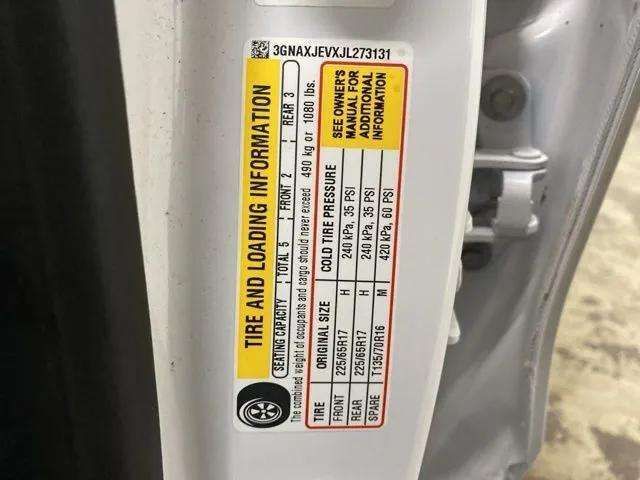 3GNAXJEVXJL273131
TIRE AND LOADING INFORMATION
SEATING CAPACITY TOTAL 5 FRONT 2 REAR 3
The combined weight of occupants and cargo should never exceed 490 kg or 1080 lbs.
TIRE ORIGINAL SIZE COLD TIRE PRESSURE
FRONT 225/65R17 H 240 kPa, 35 PSI
REAR 225/65R17 H 240 kPa, 35 PSI
SPARE T135/70R16 M 420 kPa, 60 PSI
SEE OWNER'S
MANUAL FOR
ADDITIONAL
INFORMATION